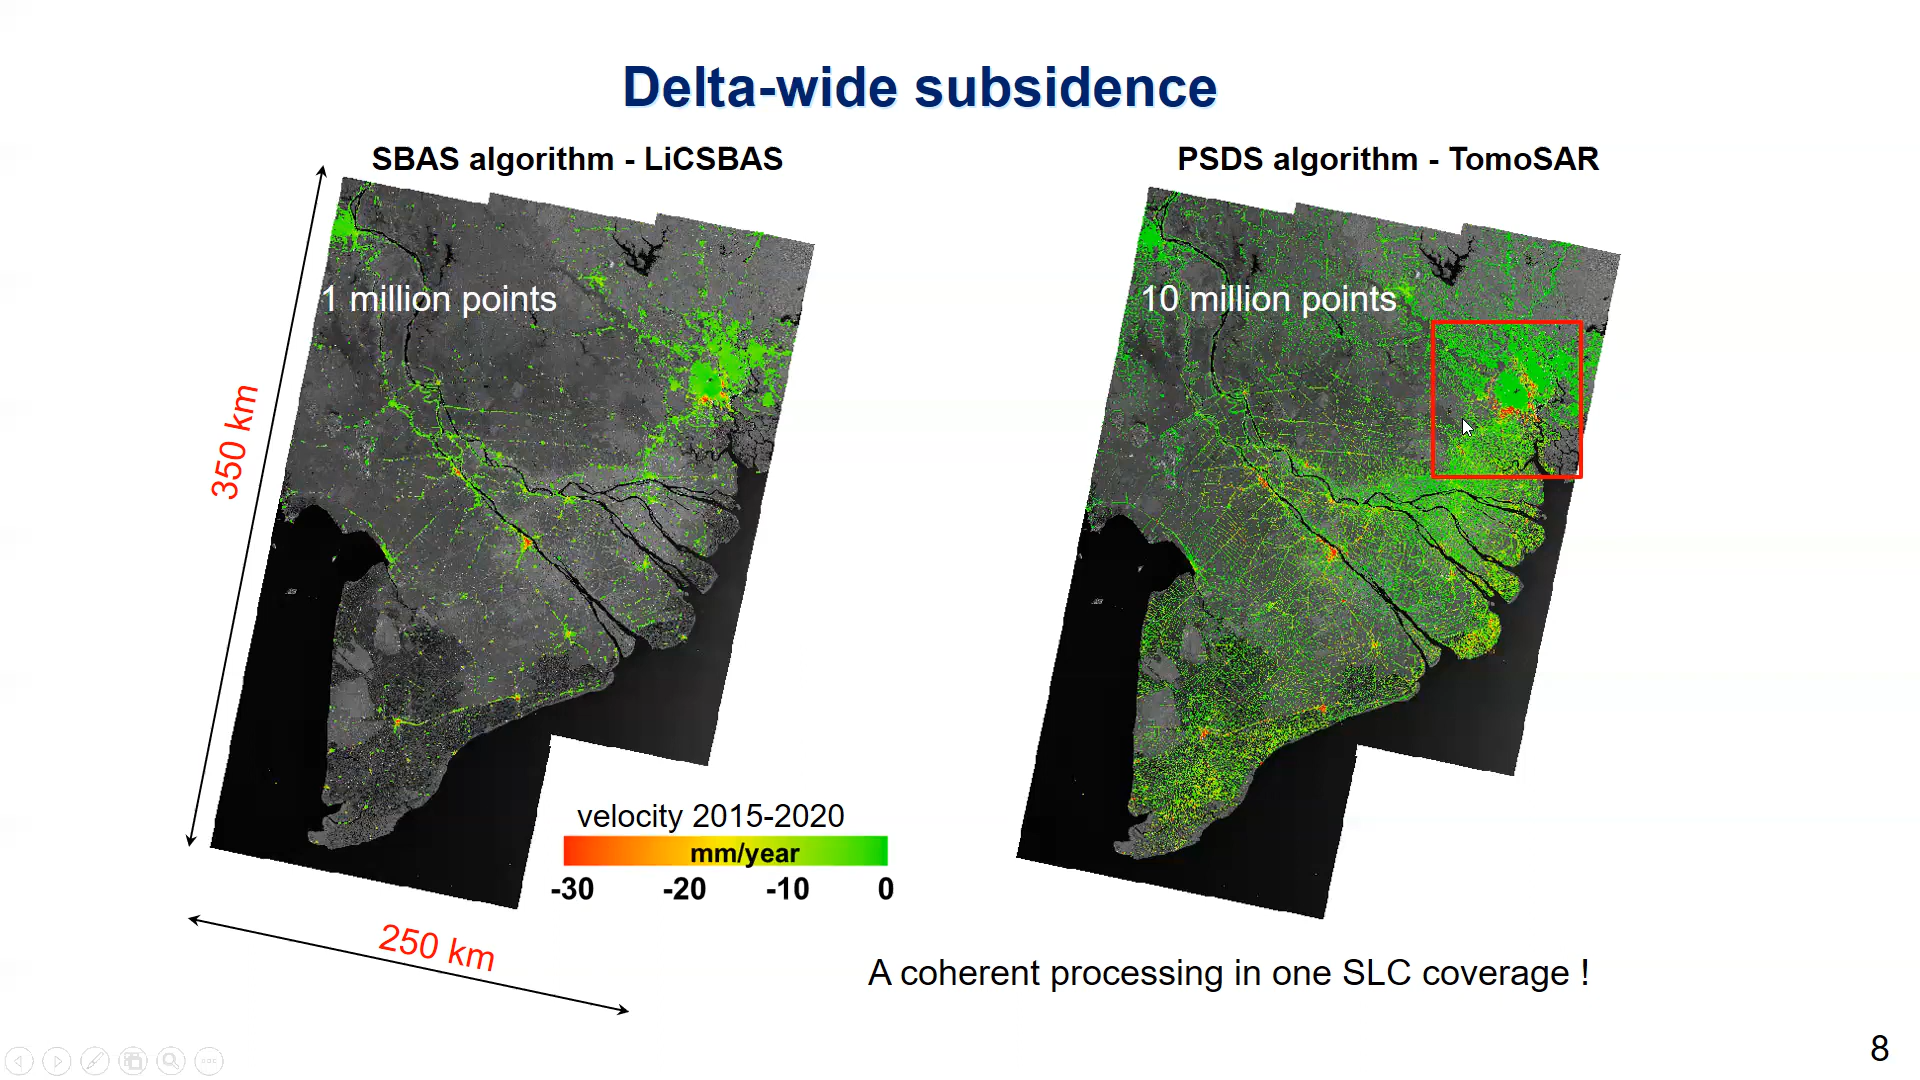 Delta-wide subsidence
SBAS algorithm - LiCSBAS
PSDS algorithm - TomoSAR
1 million points
10 million points
350 km
velocity 2015-2020
mm/year
-30 -20 -10 0
250 km
A coherent processing in one SLC coverage !
8